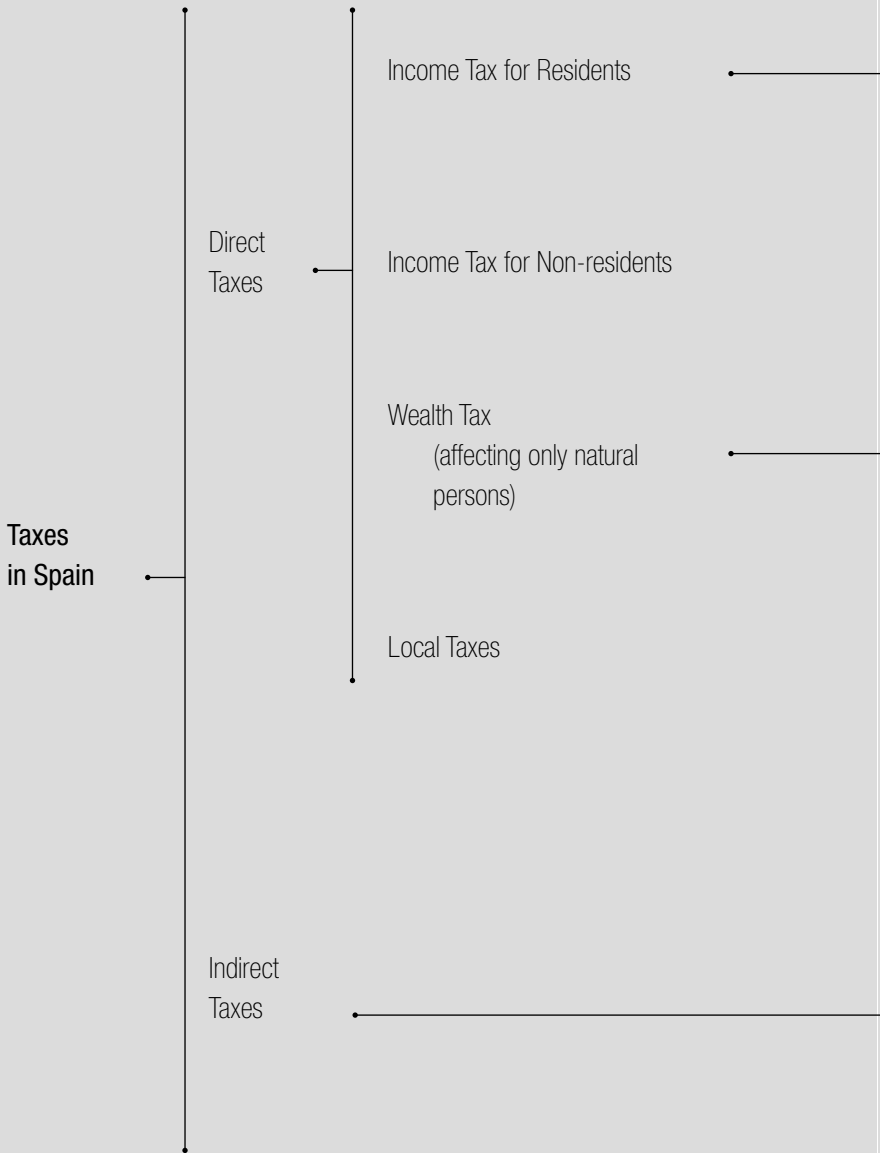 Income Tax for Residents
Direct
Taxes
Income Tax for Non-residents
Wealth Tax
(affecting only natural
persons)
Taxes
in Spain
Local Taxes
Indirect
Taxes